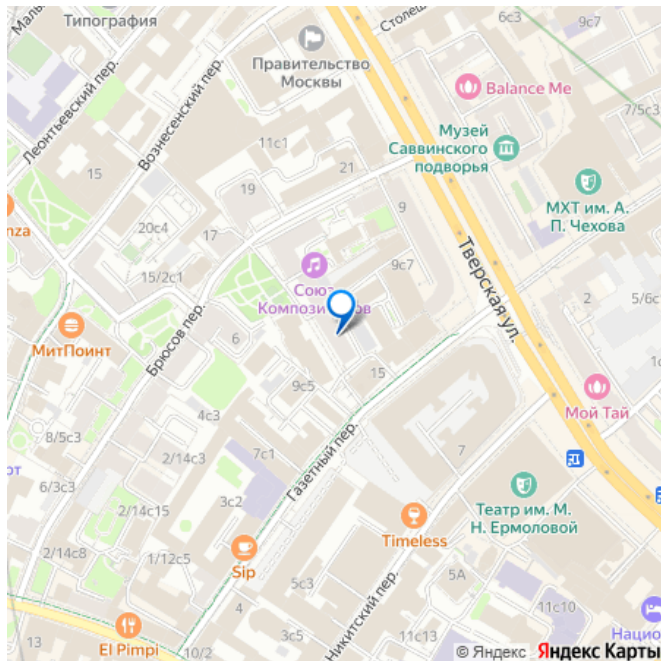 Малый
Типография
6с3
9с7
Столеш
Правительство
Москвы
Balance Me
7/5с3
Леонтьевский пер.
Вознесенский пер.
11с1
Музей
Саввинского
подворья
15
21
19
МХТ им. А.
П. Чехова
20с4
9
17
nza
Союз
Композиторов
9с7
Тверская ул.
15/2с1
2
5/6с
МитПоинт
Брюсов пер.
6
15
9с5
1с
Мой Тай
4с3
8/5с3
7с1
7
2/14с3
Газетный пер.
от
6/3с3
3с2
Театр им. М.
Н. Ермоловой
2/14с15
Timeless
2/14с8
1/12с5
Sip
5с3
5А
4
Никитский пер.
11с10
El Pimpi
3с5
11с13
Нацио
13
10/2
© Яндекс Яндекс Карты